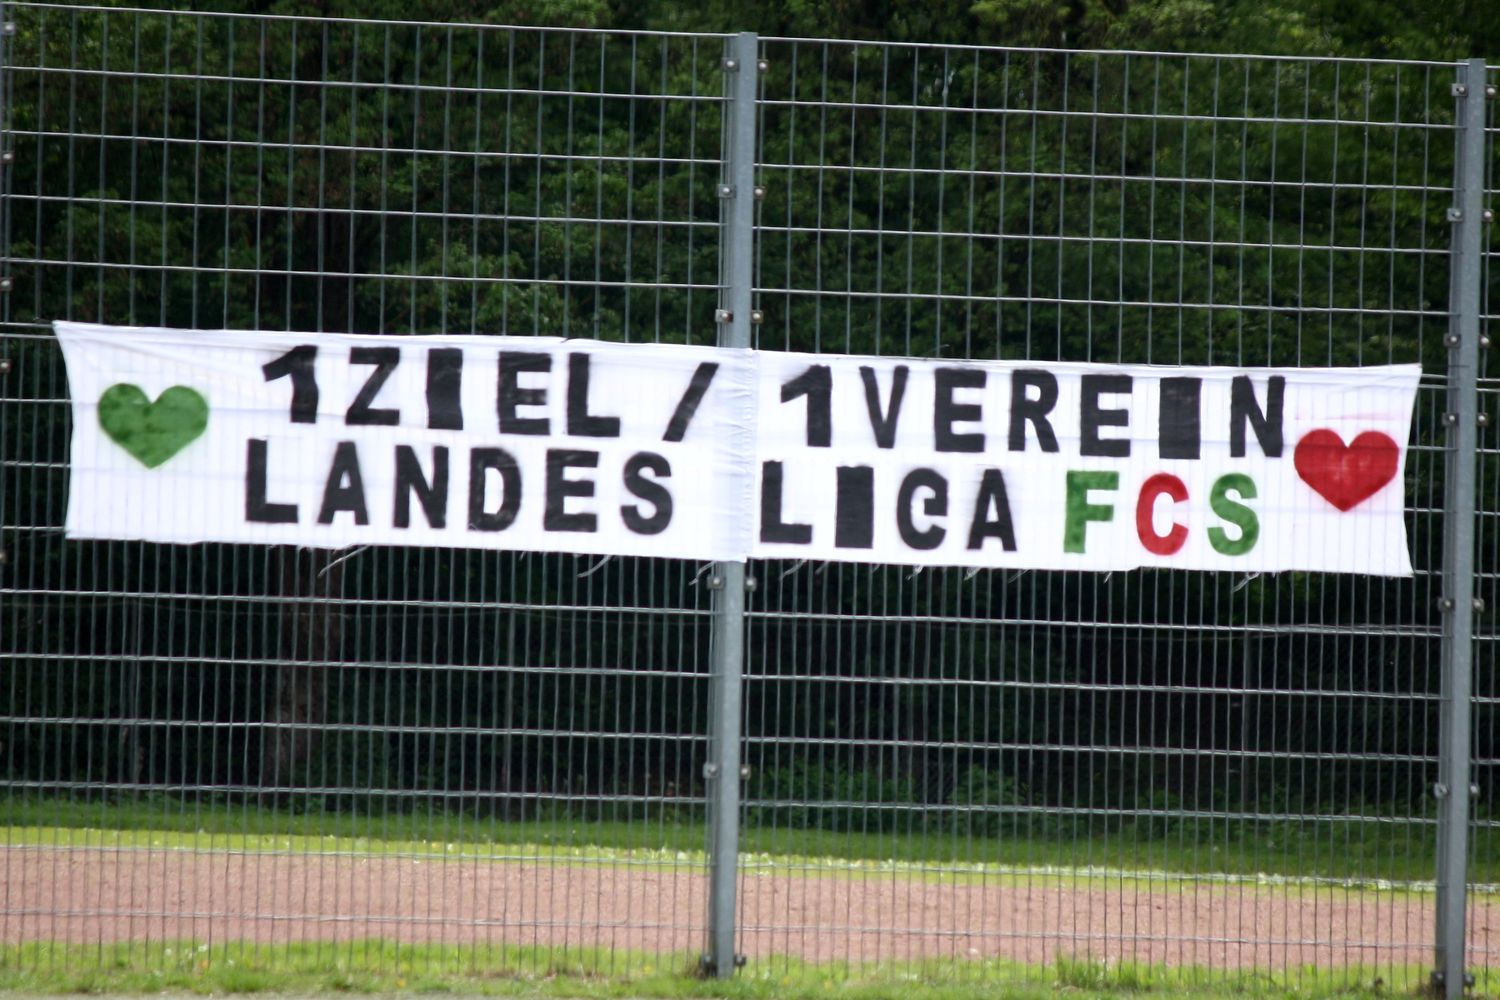 1 ZIEL / 1 VEREIN
LANDES LIGA FCS